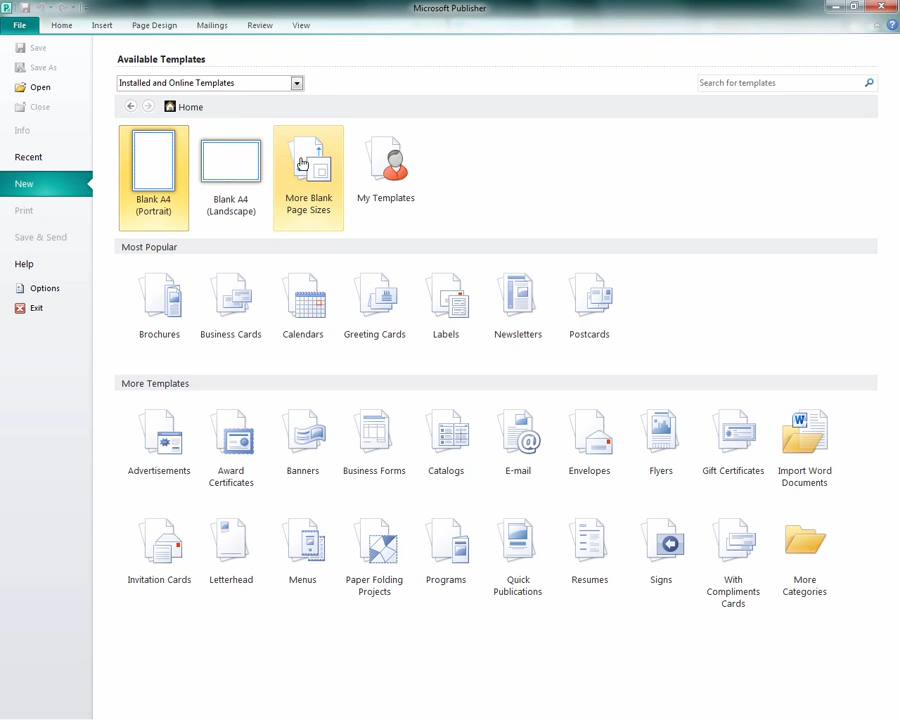 Microsoft Publisher
File Home Insert Page Design Mailings Review View
Save
Save As
Open
Close
Info
Recent
New
Print
Save & Send
Help
Options
Exit
Available Templates
Installed and Online Templates
Search for templates
Home
Blank A4 (Portrait)
Blank A4 (Landscape)
More Blank Page Sizes
My Templates
Most Popular
Brochures Business Cards Calendars Greeting Cards Labels Newsletters Postcards
More Templates
Advertisements Award Certificates Banners Business Forms Catalogs E-mail Envelopes Flyers Gift Certificates Import Word Documents
Invitation Cards Letterhead Menus Paper Folding Projects Programs Quick Publications Resumes Signs With Compliments Cards More Categories